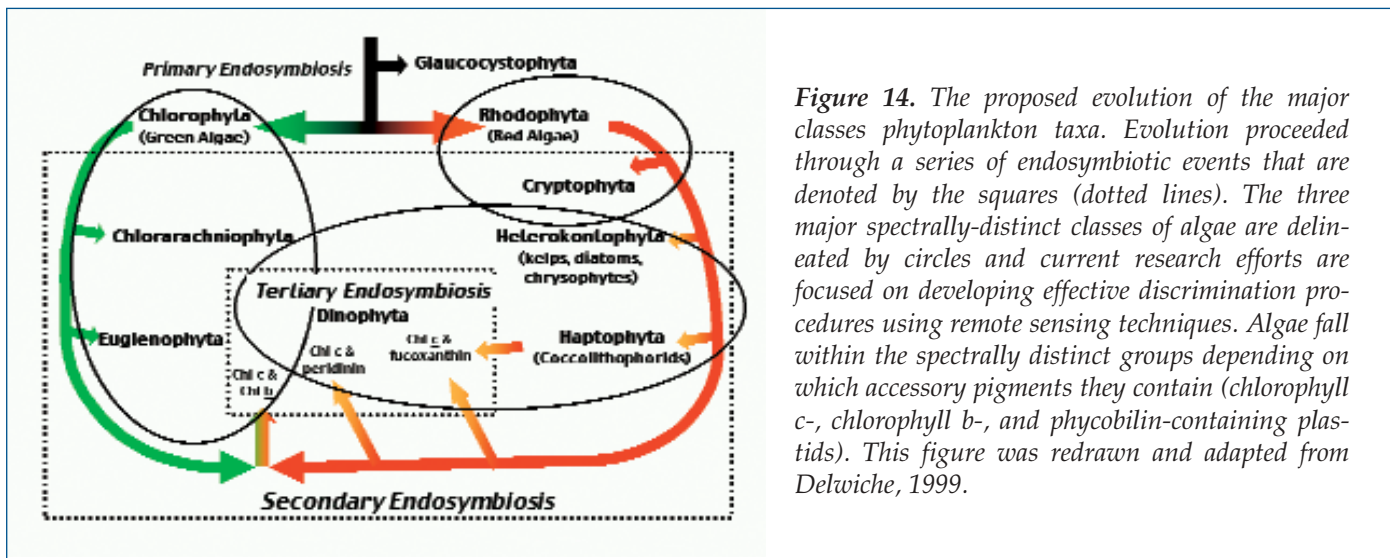 Primary Endosymbiosis
Glaucocystophyta
Chlorophyta
(Green Algae)
Rhodophyta
(Red Algae)
Cryptophyta
Chlorarachniophyta
Heterokontophyta
(kelps, diatoms,
chrysophytes)
Tertiary Endosymbiosis
Dinophyta
Euglenophyta
Chl c &
fucoxanthin
Haptophyta
(Coccolithophorids)
Chl c &
peridinin
Chl c &
Chl b
Secondary Endosymbiosis
Figure 14. The proposed evolution of the major
classes phytoplankton taxa. Evolution proceeded
through a series of endosymbiotic events that are
denoted by the squares (dotted lines). The three
major spectrally-distinct classes of algae are delin-
eated by circles and current research efforts are
focused on developing effective discrimination pro-
cedures using remote sensing techniques. Algae fall
within the spectrally distinct groups depending on
which accessory pigments they contain (chlorophyll
c-, chlorophyll b-, and phycobilin-containing plas-
tids). This figure was redrawn and adapted from
Delwiche, 1999.